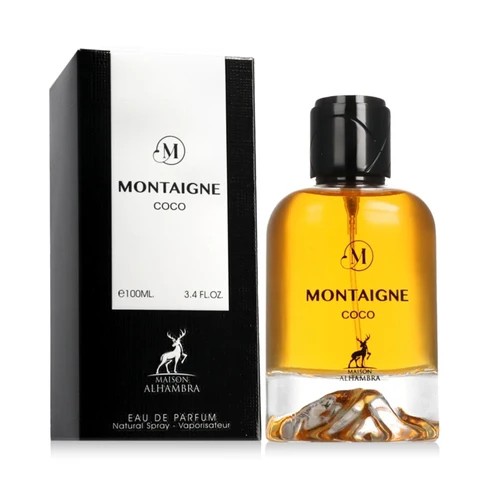 M
MONTAIGNE
COCO
℮100ML. 3.4 FL.OZ.
MAISON
ALHAMBRA
EAU DE PARFUM
Natural Spray - Vaporisateur
M
MONTAIGNE
COCO
MAISON
ALHAMBRA